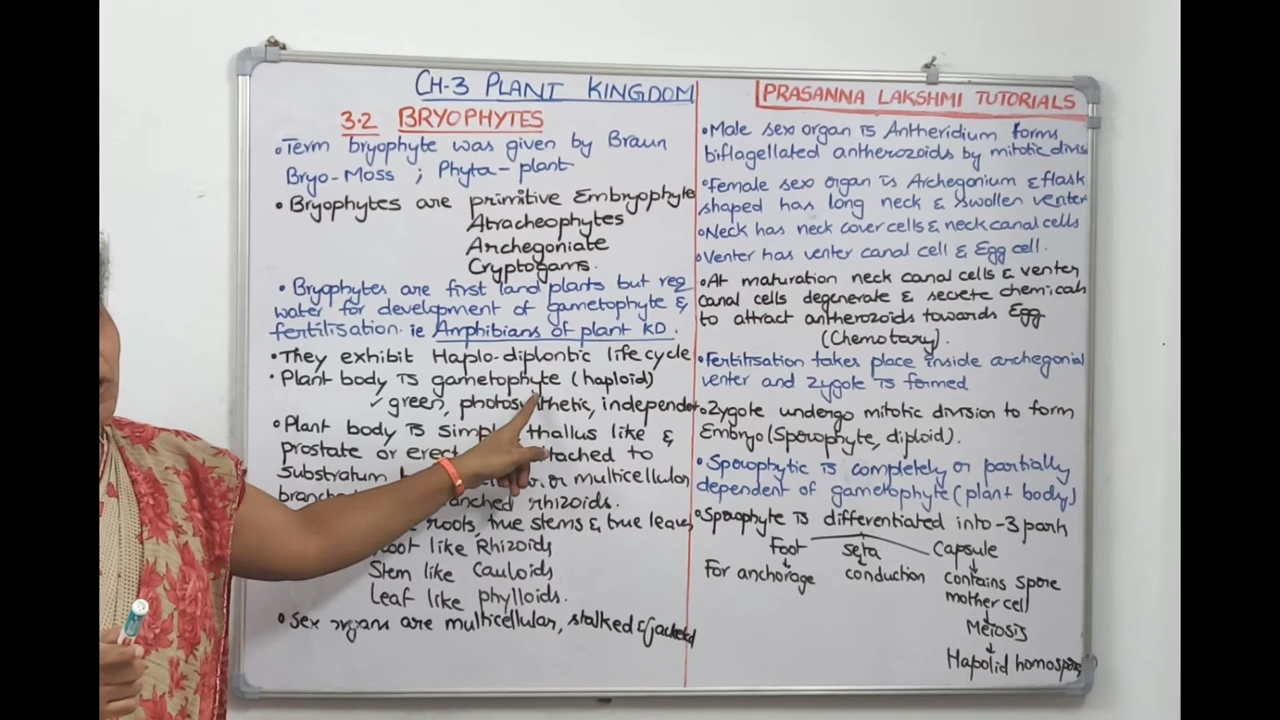 CH-3 PLANT KINGDOM
3.2 BRYOPHYTES
•Term bryophyte was given by Braun
Bryo-Moss ; Phyta-plant
• Bryophytes are primitive Embryophyte
Atracheophytes
Archegoniate
Cryptogams.
• Bryophytes are first land plants but req
water for development of gametophyte &
fertilisation. ie Amphibians of plant KD.
•They exhibit Haplo-diplontic life cycle
• Plant body is gametophyte (haploid)
✓ green, photosynthetic, independent
• Plant body is simple thallus like &
prostate or erect attached to
Substratum or multicellular
branched rhizoids.
roots, true stems & true leaves
Root like Rhizoids
Stem like Cauloids
Leaf like phylloids.
• Sex organs are multicellular, stalked & Jacketed
PRASANNA LAKSHMI TUTORIALS
•Male sex organ is Antheridium forms
biflagellated antherozoids by mitotic divisi
•Female sex organ is Archegonium & flask
shaped has long neck & swollen venter
•Neck has neck cover cells & neck canal cells
•Venter has venter canal cell & Egg cell.
•At maturation neck canal cells & venter
canal cells degenerate & secrete chemicals
to attract antherozoids towards Egg
(Chemotaxy).
•Fertilisation takes place inside archegonial
venter and Zygote is formed
•Zygote undergo mitotic division to form
Embryo (Sporophyte, diploid).
•Sporophytic is completely or partially
dependent of gametophyte (plant body)
•Sporophyte is differentiated into -3 parts
Foot seta Capsule
For anchorage conduction contains spore
mother cell
Meiosis
Hapolid homospores